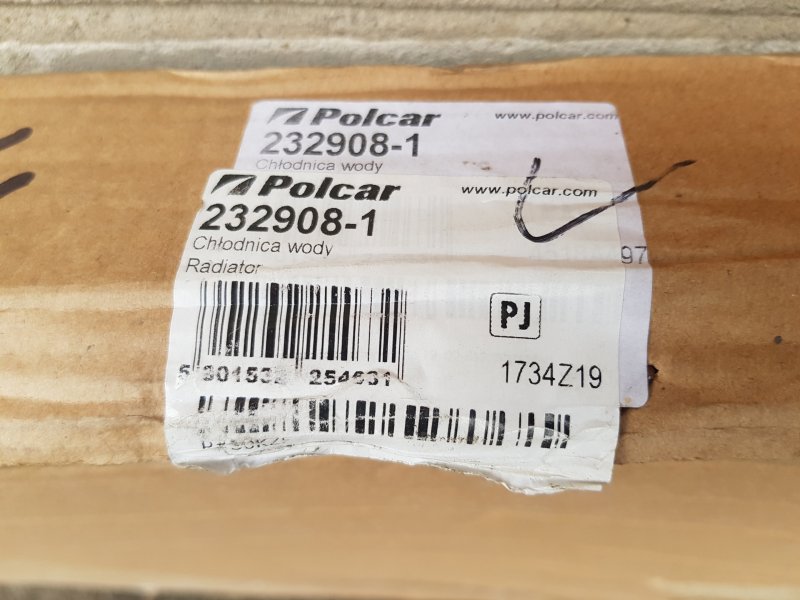 Polcar www.polcar.com
232908-1
Chłodnica wody
Polcar www.polcar.com
232908-1
Chłodnica wody
97
Radiator
PJ
1734Z19